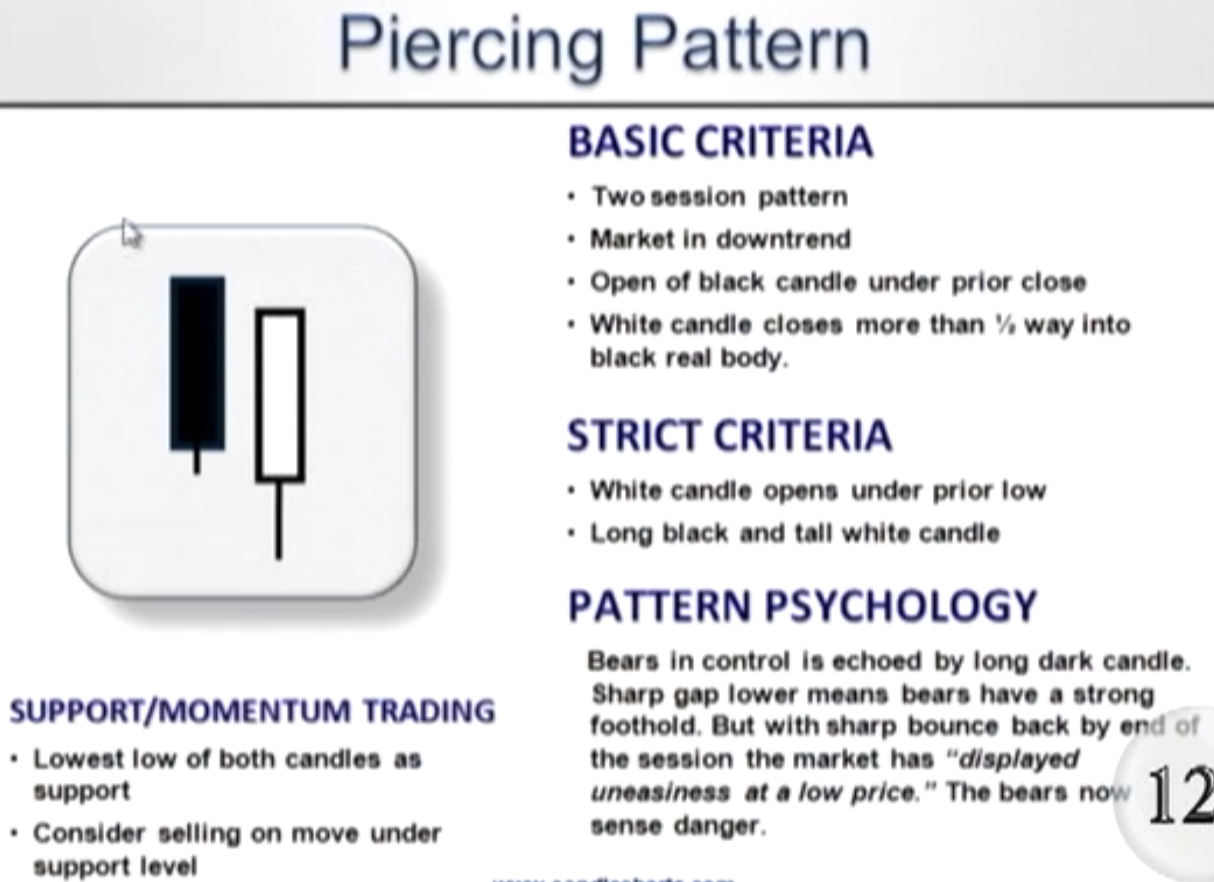 Piercing Pattern
BASIC CRITERIA
• Two session pattern
• Market in downtrend
• Open of black candle under prior close
• White candle closes more than ½ way into
black real body.
STRICT CRITERIA
• White candle opens under prior low
• Long black and tall white candle
PATTERN PSYCHOLOGY
Bears in control is echoed by long dark candle.
Sharp gap lower means bears have a strong
foothold. But with sharp bounce back by end of
the session the market has “displayed
uneasiness at a low price.” The bears now
sense danger.
SUPPORT/MOMENTUM TRADING
• Lowest low of both candles as
support
• Consider selling on move under
support level
12